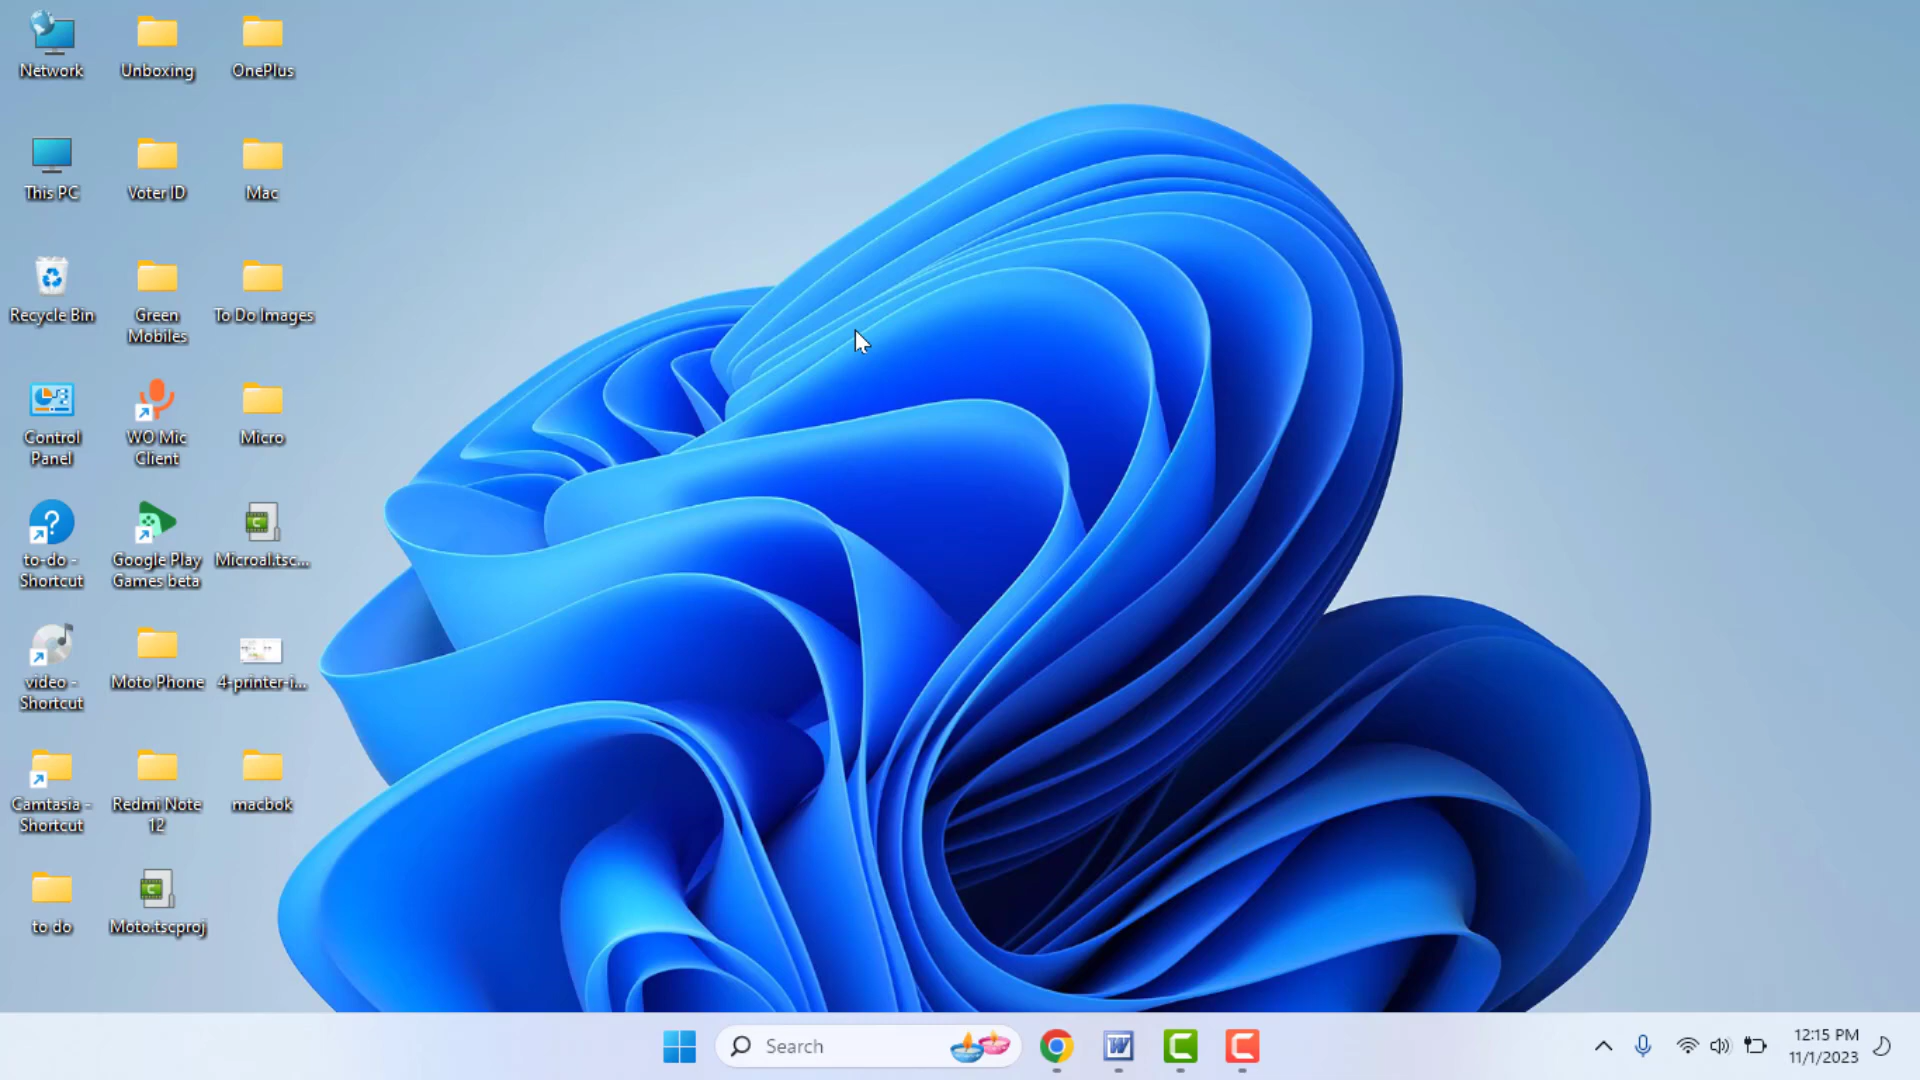 Network
Unboxing
OnePlus
This PC
Voter ID
Mac
Recycle Bin
Green
Mobiles
To Do Images
Control
Panel
WO Mic
Client
Micro
to-do -
Shortcut
Google Play
Games beta
Microal.tsc...
video -
Shortcut
Moto Phone
4-printer-i...
Camtasia -
Shortcut
Redmi Note
12
macbok
to do
Moto.tscproj
Search
12:15 PM
11/1/2023